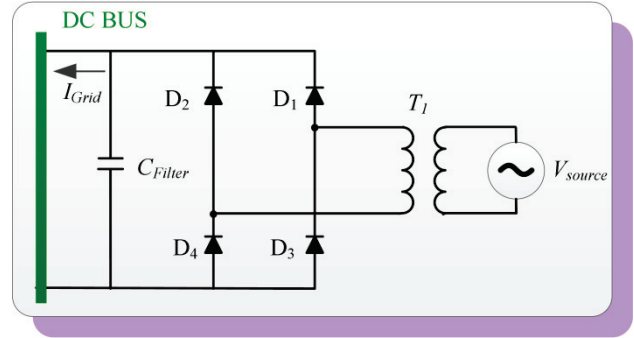 DC BUS
I_Grid
D₂
D₁
T₁
C_Filter
V_source
D₄
D₃